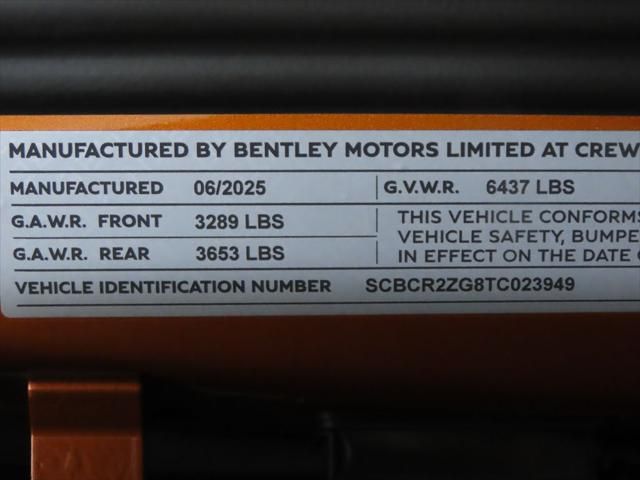 MANUFACTURED BY BENTLEY MOTORS LIMITED AT CREW
MANUFACTURED 06/2025 G.V.W.R. 6437 LBS
G.A.W.R. FRONT 3289 LBS
G.A.W.R. REAR 3653 LBS
THIS VEHICLE CONFORMS
VEHICLE SAFETY, BUMPE
IN EFFECT ON THE DATE
VEHICLE IDENTIFICATION NUMBER SCBCR2ZG8TC023949